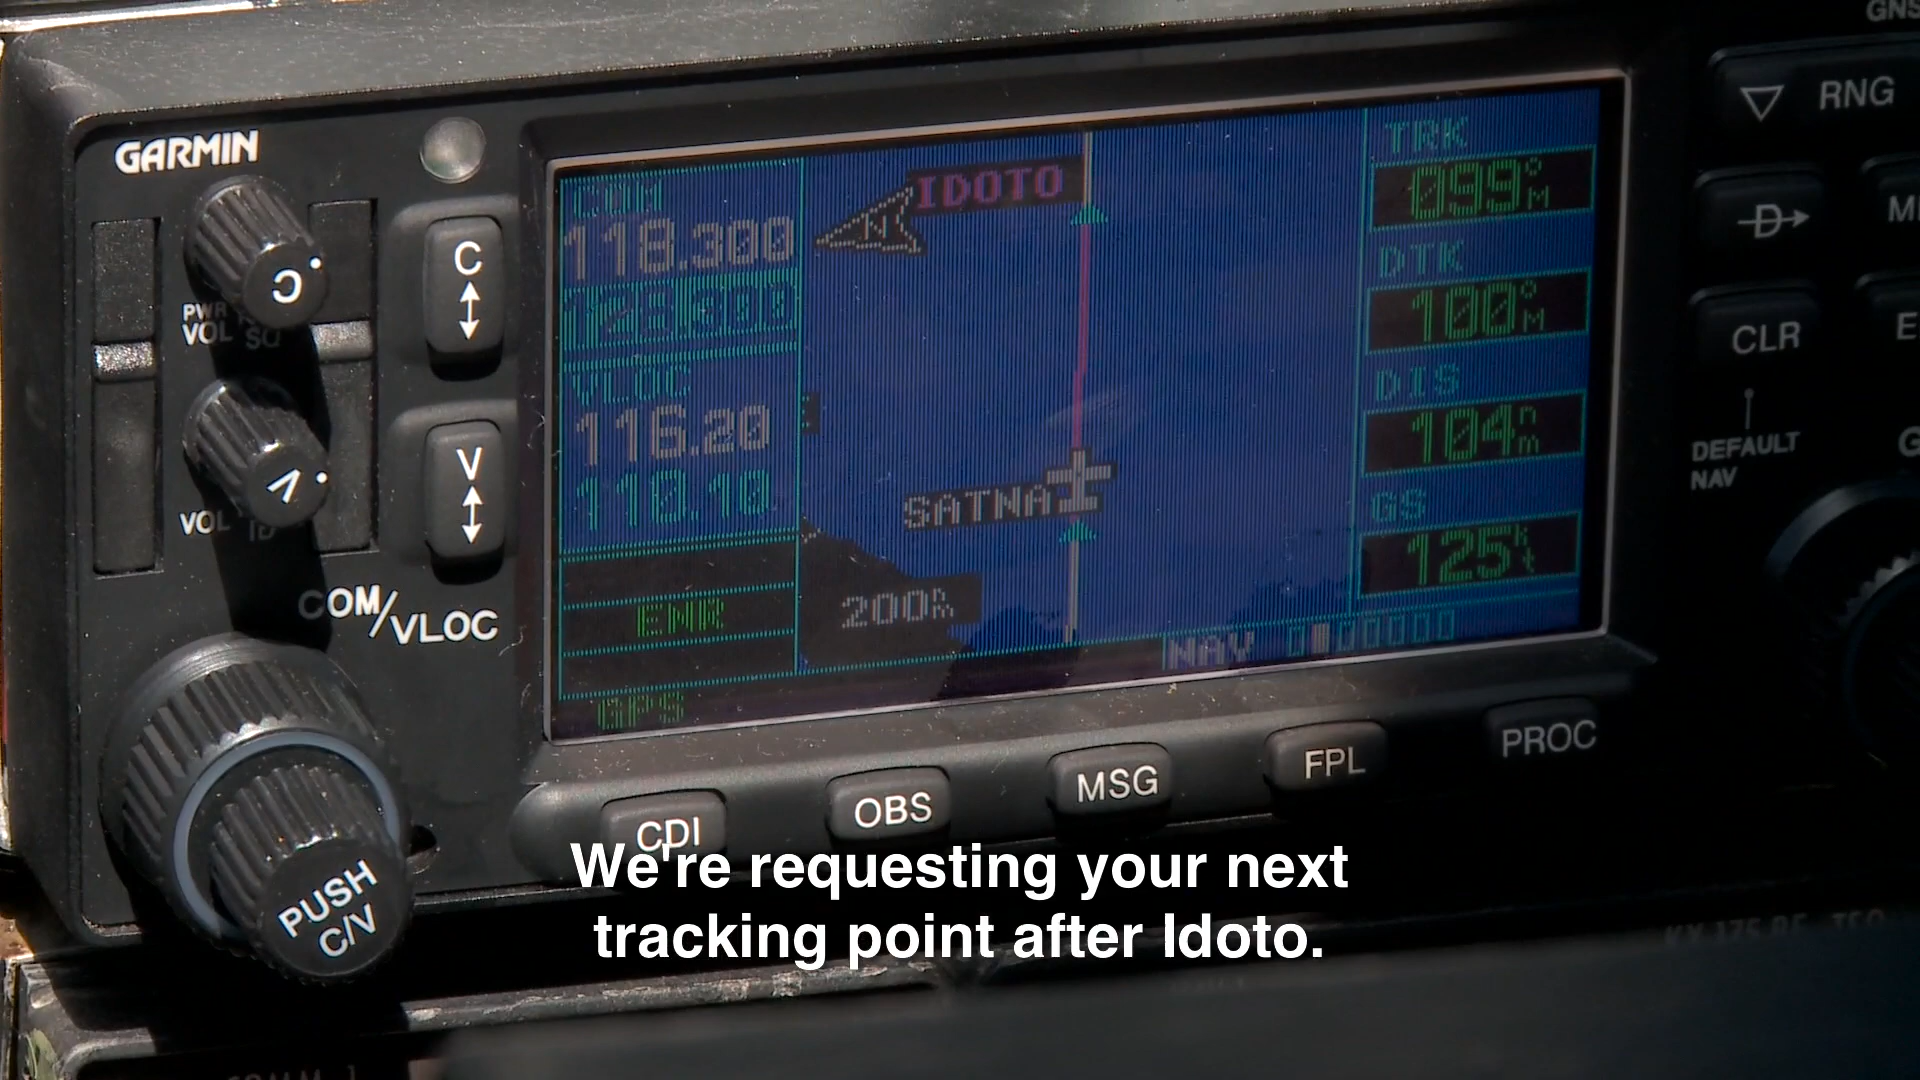 GARMIN
C
PWR
VOL SQ
C
V
VOL ID
V
COM/VLOC
PUSH
C/V
COM
118.300
128.300
VLOC
116.20
110.10
ENR
GPS
IDOTO
N
SATNA
200nm
NAV
TRK
099°M
DTK
100°M
DIS
104nm
GS
125kt
RNG
D
CLR
DEFAULT
NAV
CDI
OBS
MSG
FPL
PROC
We're requesting your next
tracking point after Idoto.